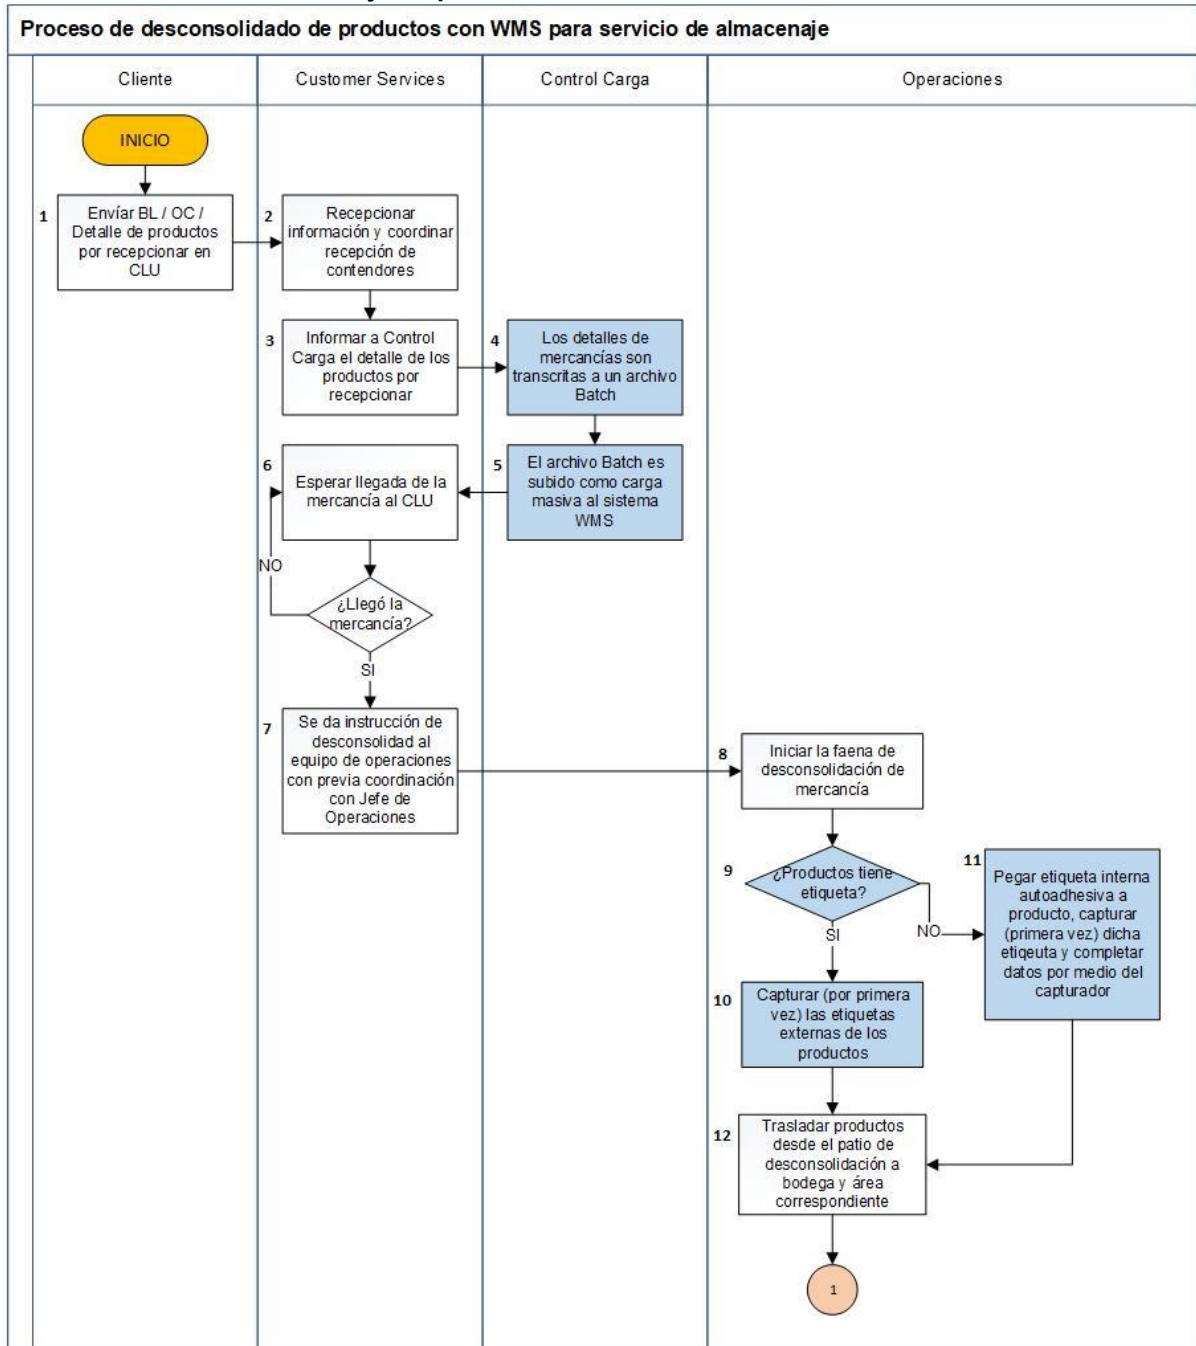 Proceso de desconsolidado de productos con WMS para servicio de almacenaje
Cliente
Customer Services
Control Carga
Operaciones
INICIO
1
Envíar BL / OC /
Detalle de productos
por recepcionar en
CLU
2
Recepcionar
información y coordinar
recepción de
contendores
3
Informar a Control
Carga el detalle de los
productos por
recepcionar
4
Los detalles de
mercancías son
transcritas a un archivo
Batch
5
El archivo Batch es
subido como carga
masiva al sistema
WMS
6
Esperar llegada de la
mercancía al CLU
NO
¿Llegó la
mercancía?
SI
7
Se da instrucción de
desconsolidad al
equipo de operaciones
con previa coordinación
con Jefe de
Operaciones
8
Iniciar la faena de
desconsolidación de
mercancía
9
¿Productos tiene
etiqueta?
NO
SI
11
Pegar etiqueta interna
autoadhesiva a
producto, capturar
(primera vez) dicha
etiqeuta y completar
datos por medio del
capturador
10
Capturar (por primera
vez) las etiquetas
externas de los
productos
12
Trasladar productos
desde el patio de
desconsolidación a
bodega y área
correspondiente
1